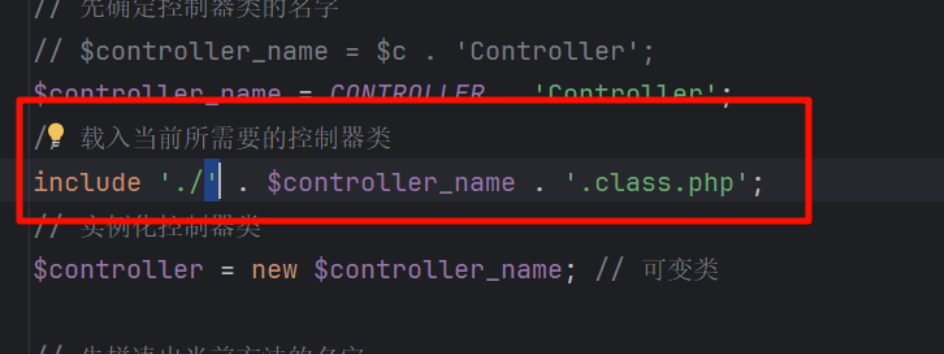 // 先确定控制器类的名字
// $controller_name = $c . 'Controller';
$controller_name = CONTROLLER . 'Controller';
/ 载入当前所需要的控制器类
include './' . $controller_name . '.class.php';
// 实例化控制器类
$controller = new $controller_name; // 可变类
//